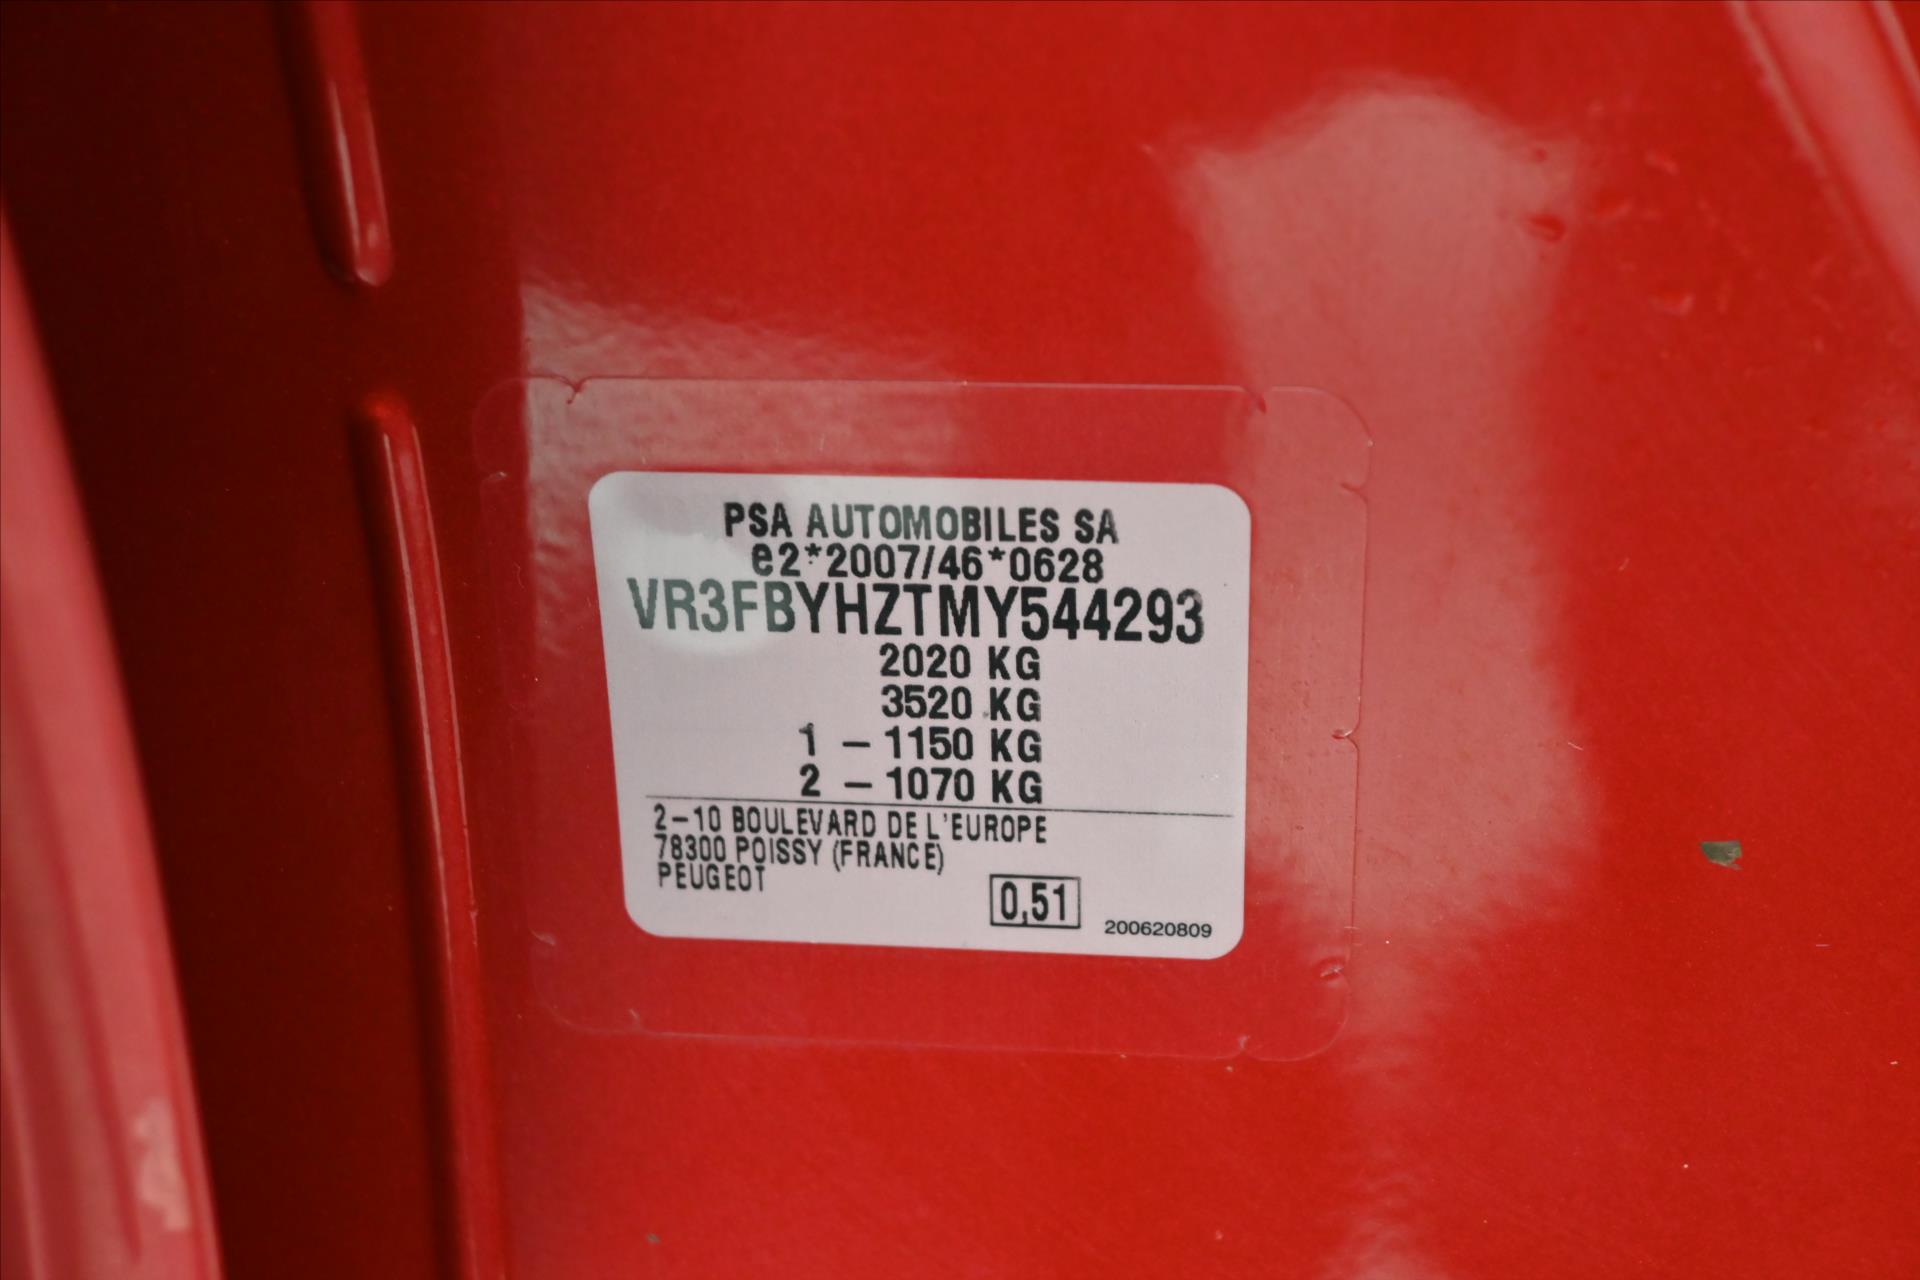 PSA AUTOMOBILES SA
e2*2007/46*0628
VR3FBYHZTMY544293
2020 KG
3520 KG
1 – 1150 KG
2 – 1070 KG
2–10 BOULEVARD DE L'EUROPE
78300 POISSY (FRANCE)
PEUGEOT
0,51
200620809